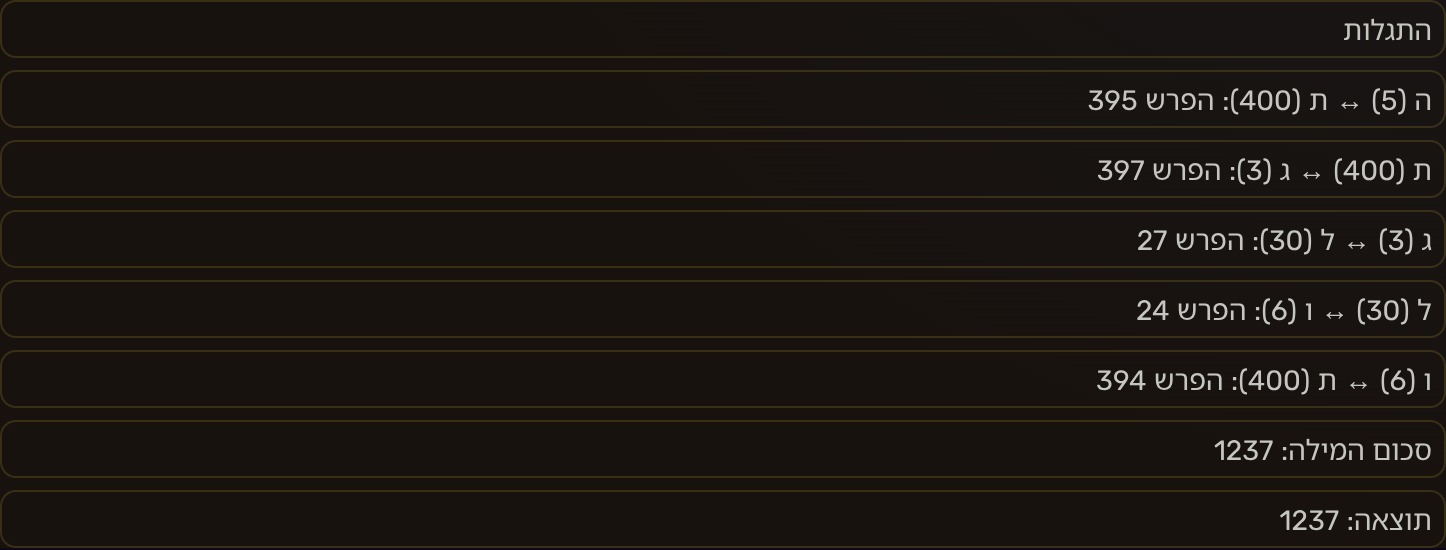 התגלות
ה (5) ↔ ת (400): הפרש 395
ת (400) ↔ ג (3): הפרש 397
ג (3) ↔ ל (30): הפרש 27
ל (30) ↔ ו (6): הפרש 24
ו (6) ↔ ת (400): הפרש 394
סכום המילה: 1237
תוצאה: 1237